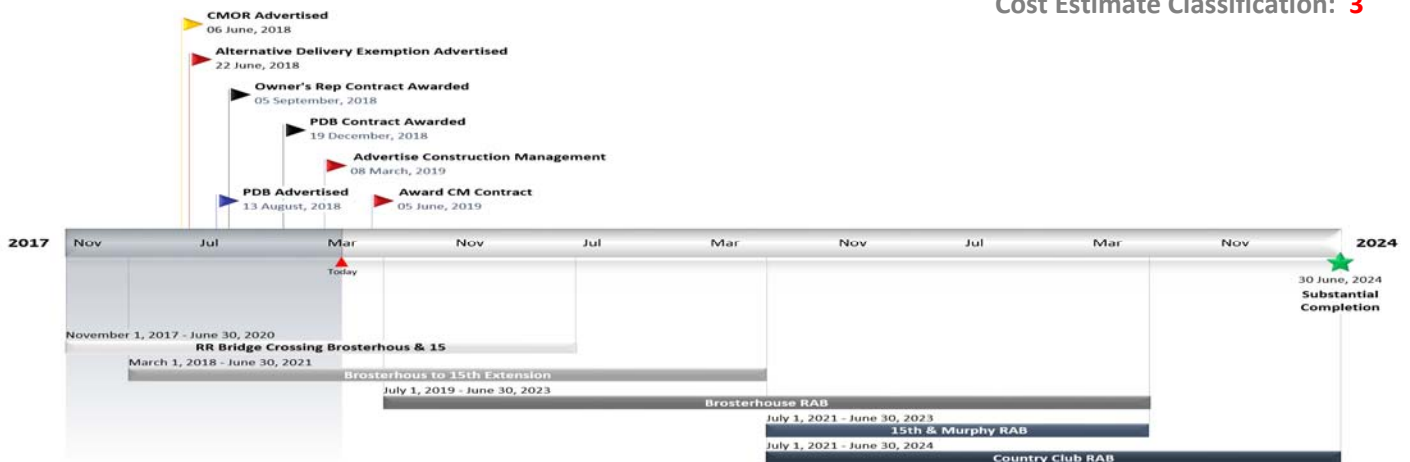 Cost Estimate Classification: 3
CMOR Advertised
06 June, 2018
Alternative Delivery Exemption Advertised
22 June, 2018
Owner's Rep Contract Awarded
05 September, 2018
PDB Contract Awarded
19 December, 2018
Advertise Construction Management
08 March, 2019
PDB Advertised
13 August, 2018
Award CM Contract
05 June, 2019
2017 Nov Jul Mar Nov Jul Mar Nov Jul Mar Nov 2024
Today
30 June, 2024
Substantial
Completion
November 1, 2017 - June 30, 2020
RR Bridge Crossing Brosterhous & 15
March 1, 2018 - June 30, 2021
Brosterhous to 15th Extension
July 1, 2019 - June 30, 2023
Brosterhouse RAB
July 1, 2021 - June 30, 2023
15th & Murphy RAB
July 1, 2021 - June 30, 2024
Country Club RAB